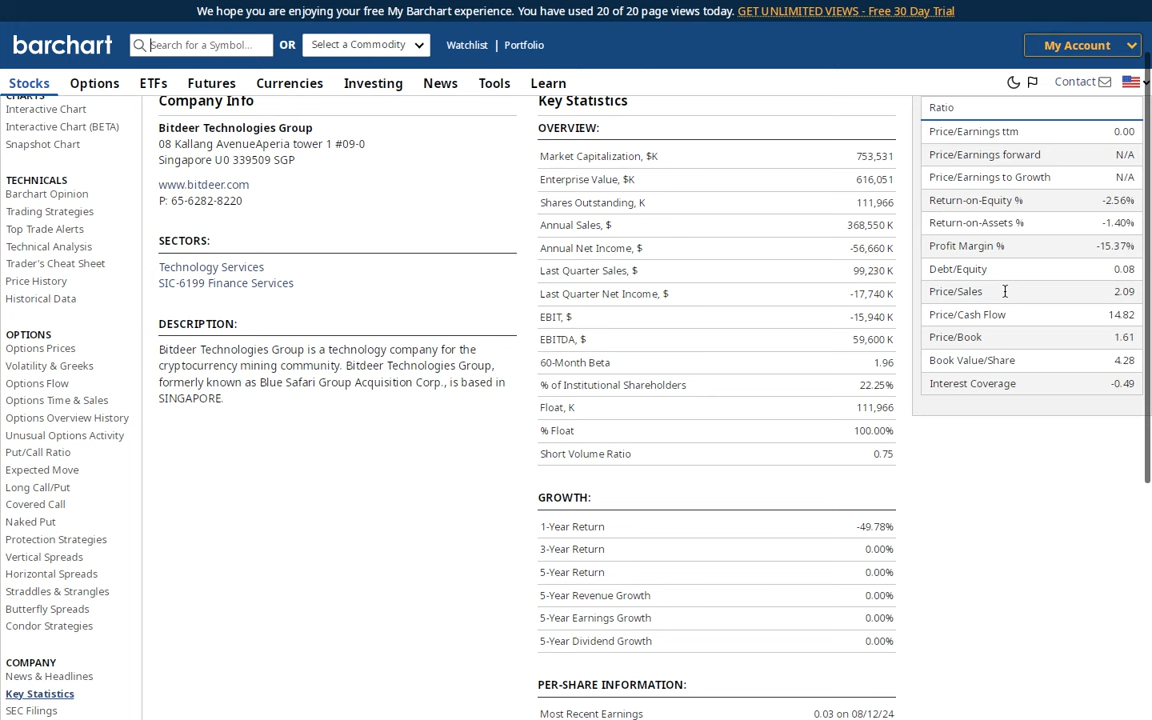 We hope you are enjoying your free My Barchart experience. You have used 20 of 20 page views today. GET UNLIMITED VIEWS - Free 30 Day Trial
barchart
Search for a Symbol...
OR
Select a Commodity
Watchlist | Portfolio
My Account
Stocks
Options
ETFs
Futures
Currencies
Investing
News
Tools
Learn
Contact
CHARTS
Interactive Chart
Interactive Chart (BETA)
Snapshot Chart
TECHNICALS
Barchart Opinion
Trading Strategies
Top Trade Alerts
Technical Analysis
Trader's Cheat Sheet
Price History
Historical Data
OPTIONS
Options Prices
Volatility & Greeks
Options Flow
Options Time & Sales
Options Overview History
Unusual Options Activity
Put/Call Ratio
Expected Move
Long Call/Put
Covered Call
Naked Put
Protection Strategies
Vertical Spreads
Horizontal Spreads
Straddles & Strangles
Butterfly Spreads
Condor Strategies
COMPANY
News & Headlines
Key Statistics
SEC Filings
Company Info
Bitdeer Technologies Group
08 Kallang AvenueAperia tower 1 #09-0
Singapore U0 339509 SGP
www.bitdeer.com
P: 65-6282-8220
SECTORS:
Technology Services
SIC-6199 Finance Services
DESCRIPTION:
Bitdeer Technologies Group is a technology company for the
cryptocurrency mining community. Bitdeer Technologies Group,
formerly known as Blue Safari Group Acquisition Corp., is based in
SINGAPORE.
Key Statistics
OVERVIEW:
Market Capitalization, $K 753,531
Enterprise Value, $K 616,051
Shares Outstanding, K 111,966
Annual Sales, $ 368,550 K
Annual Net Income, $ -56,660 K
Last Quarter Sales, $ 99,230 K
Last Quarter Net Income, $ -17,740 K
EBIT, $ -15,940 K
EBITDA, $ 59,600 K
60-Month Beta 1.96
% of Institutional Shareholders 22.25%
Float, K 111,966
% Float 100.00%
Short Volume Ratio 0.75
GROWTH:
1-Year Return -49.78%
3-Year Return 0.00%
5-Year Return 0.00%
5-Year Revenue Growth 0.00%
5-Year Earnings Growth 0.00%
5-Year Dividend Growth 0.00%
PER-SHARE INFORMATION:
Most Recent Earnings 0.03 on 08/12/24
Ratio
Price/Earnings ttm 0.00
Price/Earnings forward N/A
Price/Earnings to Growth N/A
Return-on-Equity % -2.56%
Return-on-Assets % -1.40%
Profit Margin % -15.37%
Debt/Equity 0.08
Price/Sales 2.09
Price/Cash Flow 14.82
Price/Book 1.61
Book Value/Share 4.28
Interest Coverage -0.49